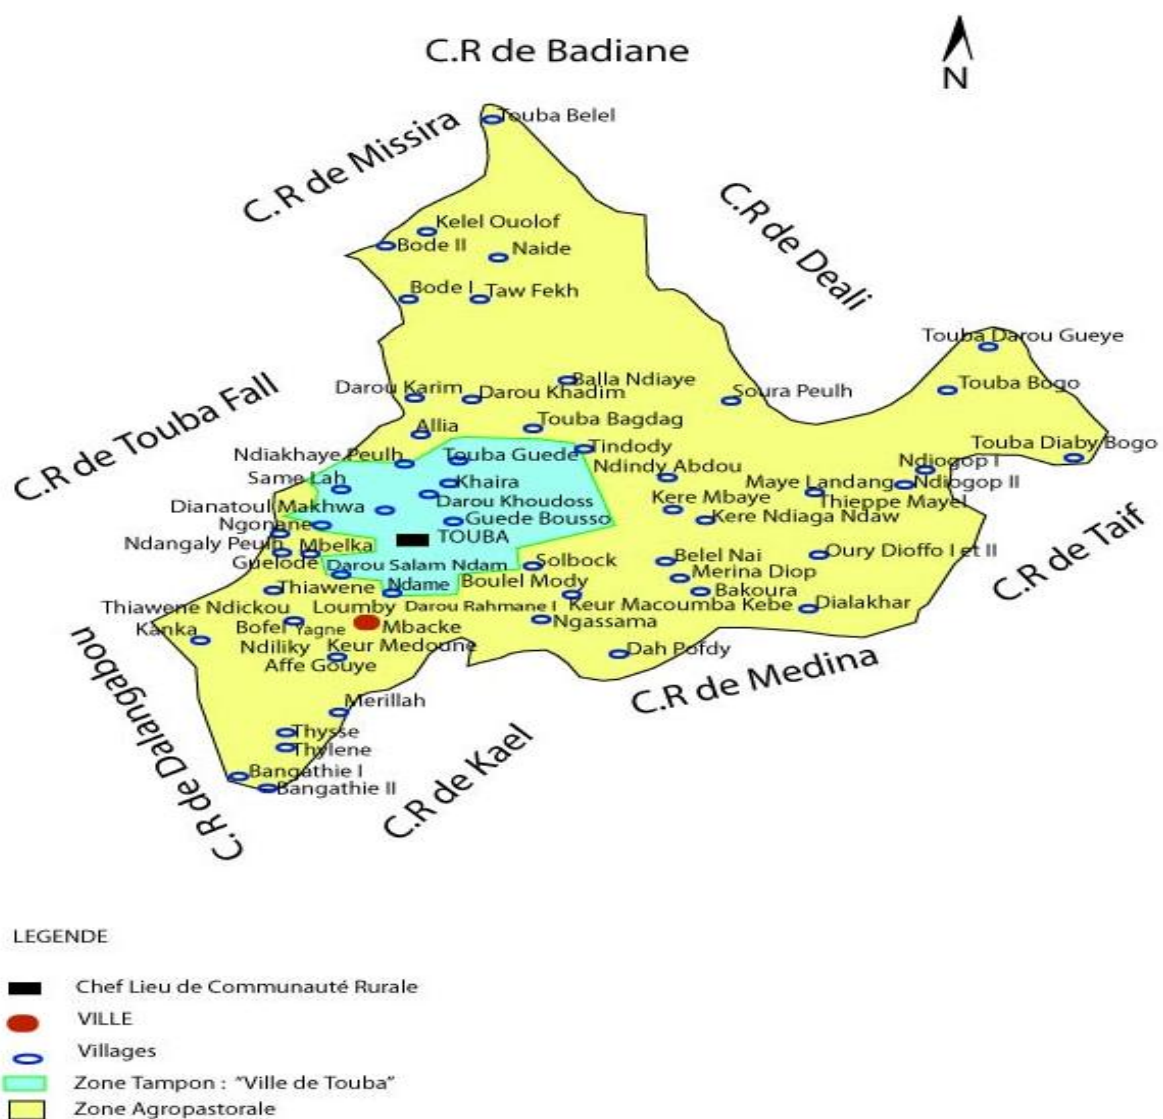 C.R de Badiane
N
C. R de Missira
Touba Belel
C.R de Deali
Kelel Ouolof
Bode II
Naide
Bode I
Taw Fekh
Touba Darou Gueye
C.R de Touba Fall
Darou Karim
Balla Ndiaye
Darou Khadim
Soura Peulh
Touba Bogo
Allia
Touba Bagdag
Touba Diaby Bogo
Ndiakhaye Peulh
Touba Guede
Tindody
Ndindy Abdou
Ndiogop I
Same Lah
Khaira
Maye Landang
Ndiogop II
Dianatoul Makhwa
Darou Khoudoss
Kere Mbaye
Thieppe Mayel
Ngonane
Guede Bousso
Kere Ndiaga Ndaw
C.R de Taif
Ndangaly Peulh
Mbelka
TOUBA
Guelode
Darou Salam Ndam
Solbock
Belel Nai
Oury Dioffo I et II
Thiawene
Ndame
Boulel Mody
Merina Diop
Bakoura
Thiawene Ndickou
Loumby
Darou Rahmane I
Keur Macoumba Kebe
Dialakhar
Kanka
Bofel
Yagne
Mbacke
Ngassama
Ndiliky
Keur Medoune
Affe Gouye
Dah Pofdy
C.R de Medina
C.R de Dalangabou
Merillah
Thysse
Thylene
C.R de Kael
Bangathie I
Bangathie II
LEGENDE
Chef Lieu de Communauté Rurale
VILLE
Villages
Zone Tampon : "Ville de Touba"
Zone Agropastorale